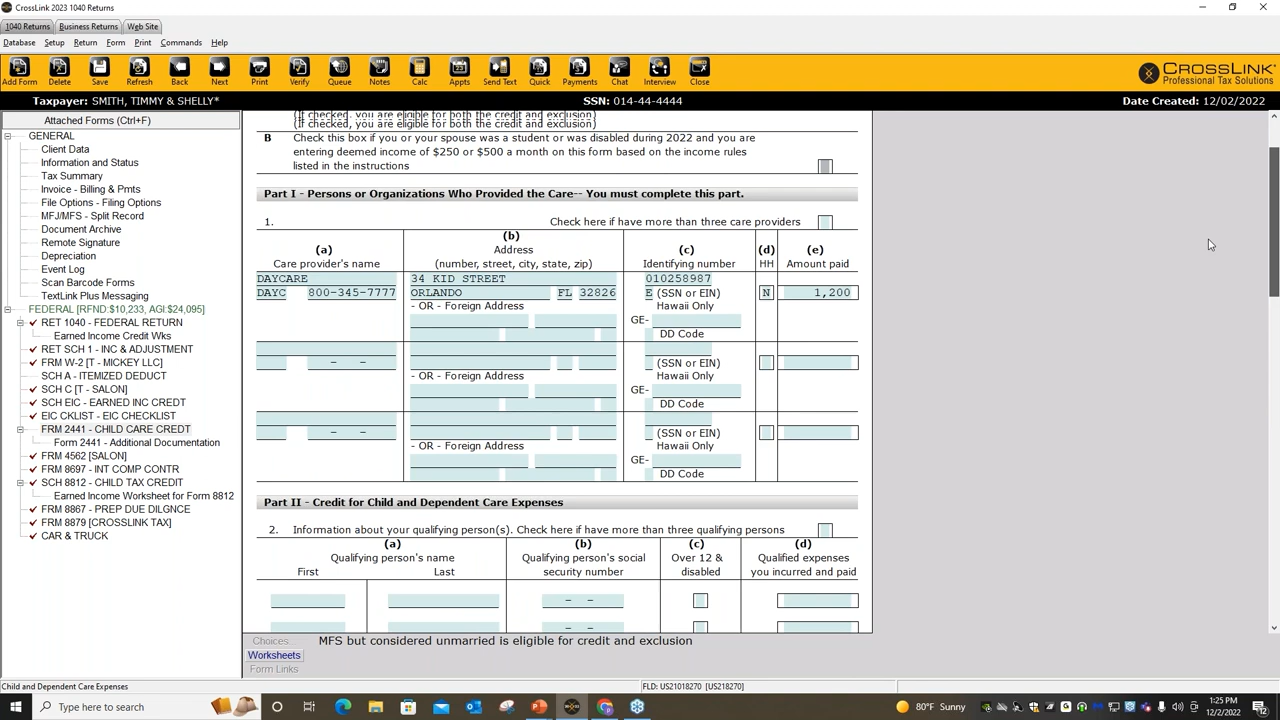 CrossLink 2023 1040 Returns
1040 Returns Business Returns Web Site
Database Setup Return Form Print Commands Help
Add Form Delete Save Refresh Back Next Print Verify Queue Notes Calc Appts Send Text Quick Payments Chat Interview Close
CROSSLINK
Professional Tax Solutions
Taxpayer: SMITH, TIMMY & SHELLY* SSN: 014-44-4444 Date Created: 12/02/2022
Attached Forms (Ctrl+F)
GENERAL
Client Data
Information and Status
Tax Summary
Invoice - Billing & Pmts
File Options - Filing Options
MFJ/MFS - Split Record
Document Archive
Remote Signature
Depreciation
Event Log
Scan Barcode Forms
TextLink Plus Messaging
FEDERAL [RFND:$10,233, AGI:$24,095]
RET 1040 - FEDERAL RETURN
Earned Income Credit Wks
RET SCH 1 - INC & ADJUSTMENT
FRM W-2 [T - MICKEY LLC]
SCH A - ITEMIZED DEDUCT
SCH C [T - SALON]
SCH EIC - EARNED INC CREDT
EIC CKLIST - EIC CHECKLIST
FRM 2441 - CHILD CARE CREDT
Form 2441 - Additional Documentation
FRM 4562 [SALON]
FRM 8697 - INT COMP CONTR
SCH 8812 - CHILD TAX CREDIT
Earned Income Worksheet for Form 8812
FRM 8867 - PREP DUE DILGNCE
FRM 8879 [CROSSLINK TAX]
CAR & TRUCK
(If checked, you are eligible for both the credit and exclusion)
(If checked, you are eligible for both the credit and exclusion)
B Check this box if you or your spouse was a student or was disabled during 2022 and you are
entering deemed income of $250 or $500 a month on this form based on the income rules
listed in the instructions
Part I - Persons or Organizations Who Provided the Care-- You must complete this part.
1. Check here if have more than three care providers
(a) (b) (c) (d) (e)
Care provider's name Address (number, street, city, state, zip) Identifying number HH Amount paid
DAYCARE 34 KID STREET 010258987
DAYC 800-345-7777 ORLANDO FL 32826 E (SSN or EIN) N 1,200
- OR - Foreign Address Hawaii Only
GE-
DD Code
- - (SSN or EIN)
- OR - Foreign Address Hawaii Only
GE-
DD Code
- - (SSN or EIN)
- OR - Foreign Address Hawaii Only
GE-
DD Code
Part II - Credit for Child and Dependent Care Expenses
2. Information about your qualifying person(s). Check here if have more than three qualifying persons
(a) (b) (c) (d)
Qualifying person's name Qualifying person's social Over 12 & Qualified expenses
First Last security number disabled you incurred and paid
- -
- -
Choices: MFS but considered unmarried is eligible for credit and exclusion
Worksheets
Form Links
Child and Dependent Care Expenses FLD: US21018270 [US218270]
Type here to search 80°F Sunny 1:25 PM
12/2/2022